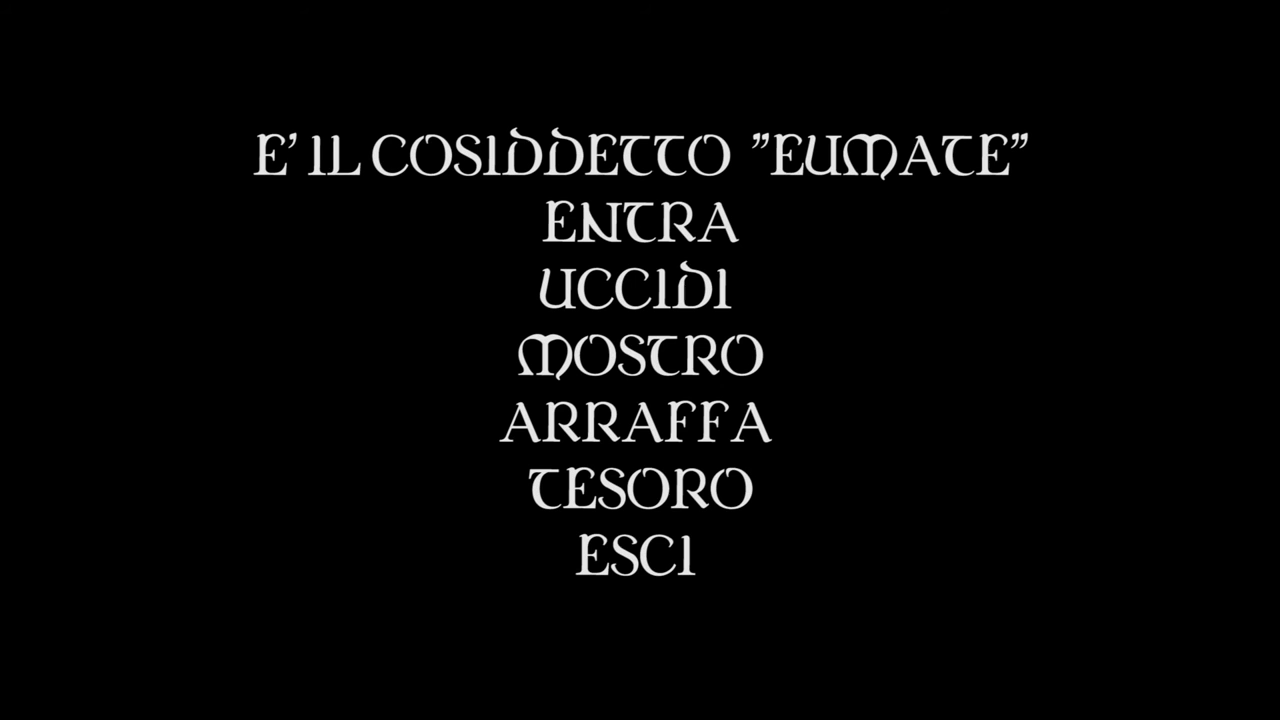 E' IL COSIDDETTO "EUMATE"
ENTRA
UCCIDI
MOSTRO
ARRAFFA
TESORO
ESCI